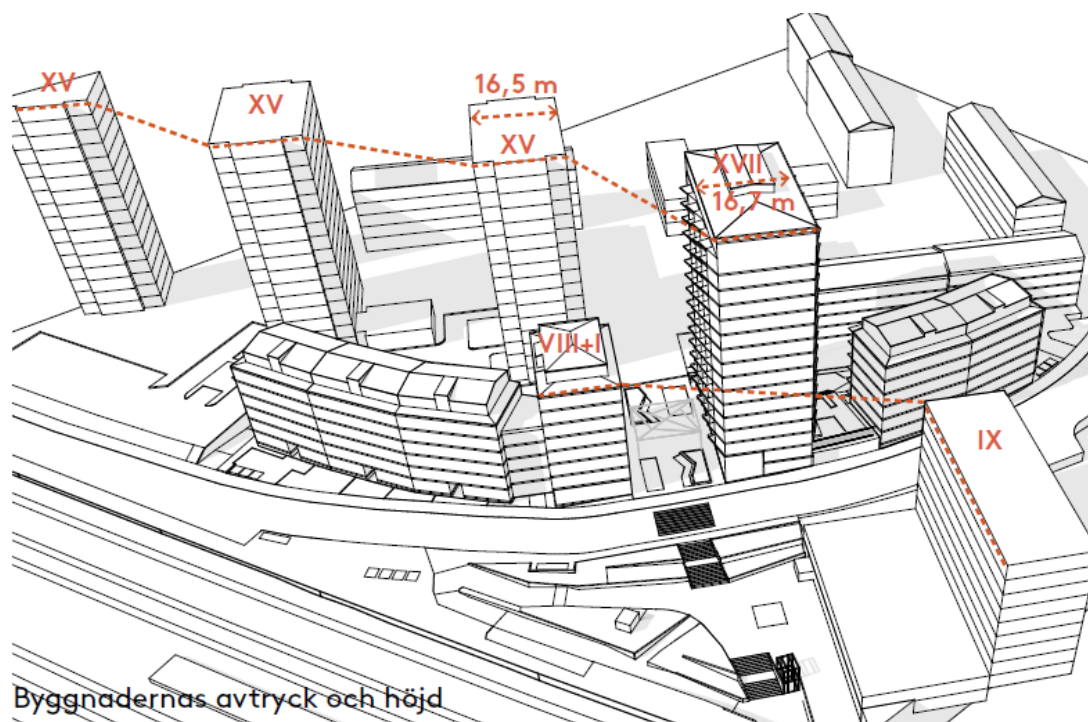 XV
XV
16,5 m
XV
XVII
16,7 m
VIII+I
IX
Byggnadernas avtryck och höjd